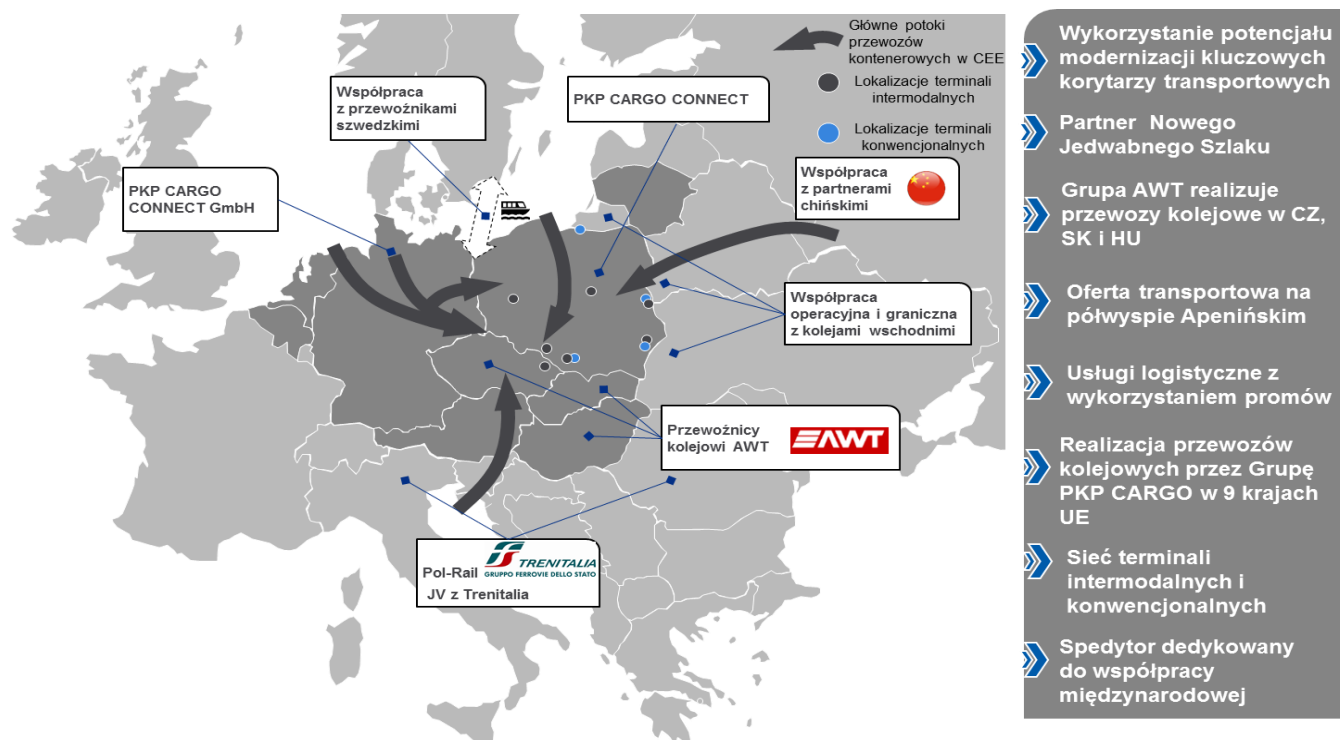 Główne potoki
przewozów
kontenerowych w CEE
Lokalizacje terminali
intermodalnych
Lokalizacje terminali
konwencjonalnych
Współpraca
z przewoźnikami
szwedzkimi
PKP CARGO CONNECT
PKP CARGO
CONNECT GmbH
Współpraca
z partnerami
chińskimi
Współpraca
operacyjna i graniczna
z kolejami wschodnimi
Przewoźnicy
kolejowi AWT
AWT
Pol-Rail
JV z Trenitalia
TRENITALIA
GRUPPO FERROVIE DELLO STATO
Wykorzystanie potencjału
modernizacji kluczowych
korytarzy transportowych
Partner Nowego
Jedwabnego Szlaku
Grupa AWT realizuje
przewozy kolejowe w CZ,
SK i HU
Oferta transportowa na
półwyspie Apenińskim
Usługi logistyczne z
wykorzystaniem promów
Realizacja przewozów
kolejowych przez Grupę
PKP CARGO w 9 krajach
UE
Sieć terminali
intermodalnych i
konwencjonalnych
Spedytor dedykowany
do współpracy
międzynarodowej